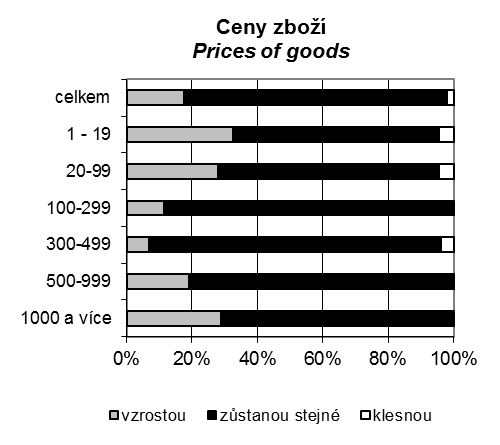 Ceny zboží
Prices of goods
celkem
1 - 19
20-99
100-299
300-499
500-999
1000 a více
0% 20% 40% 60% 80% 100%
vzrostou zůstanou stejné klesnou